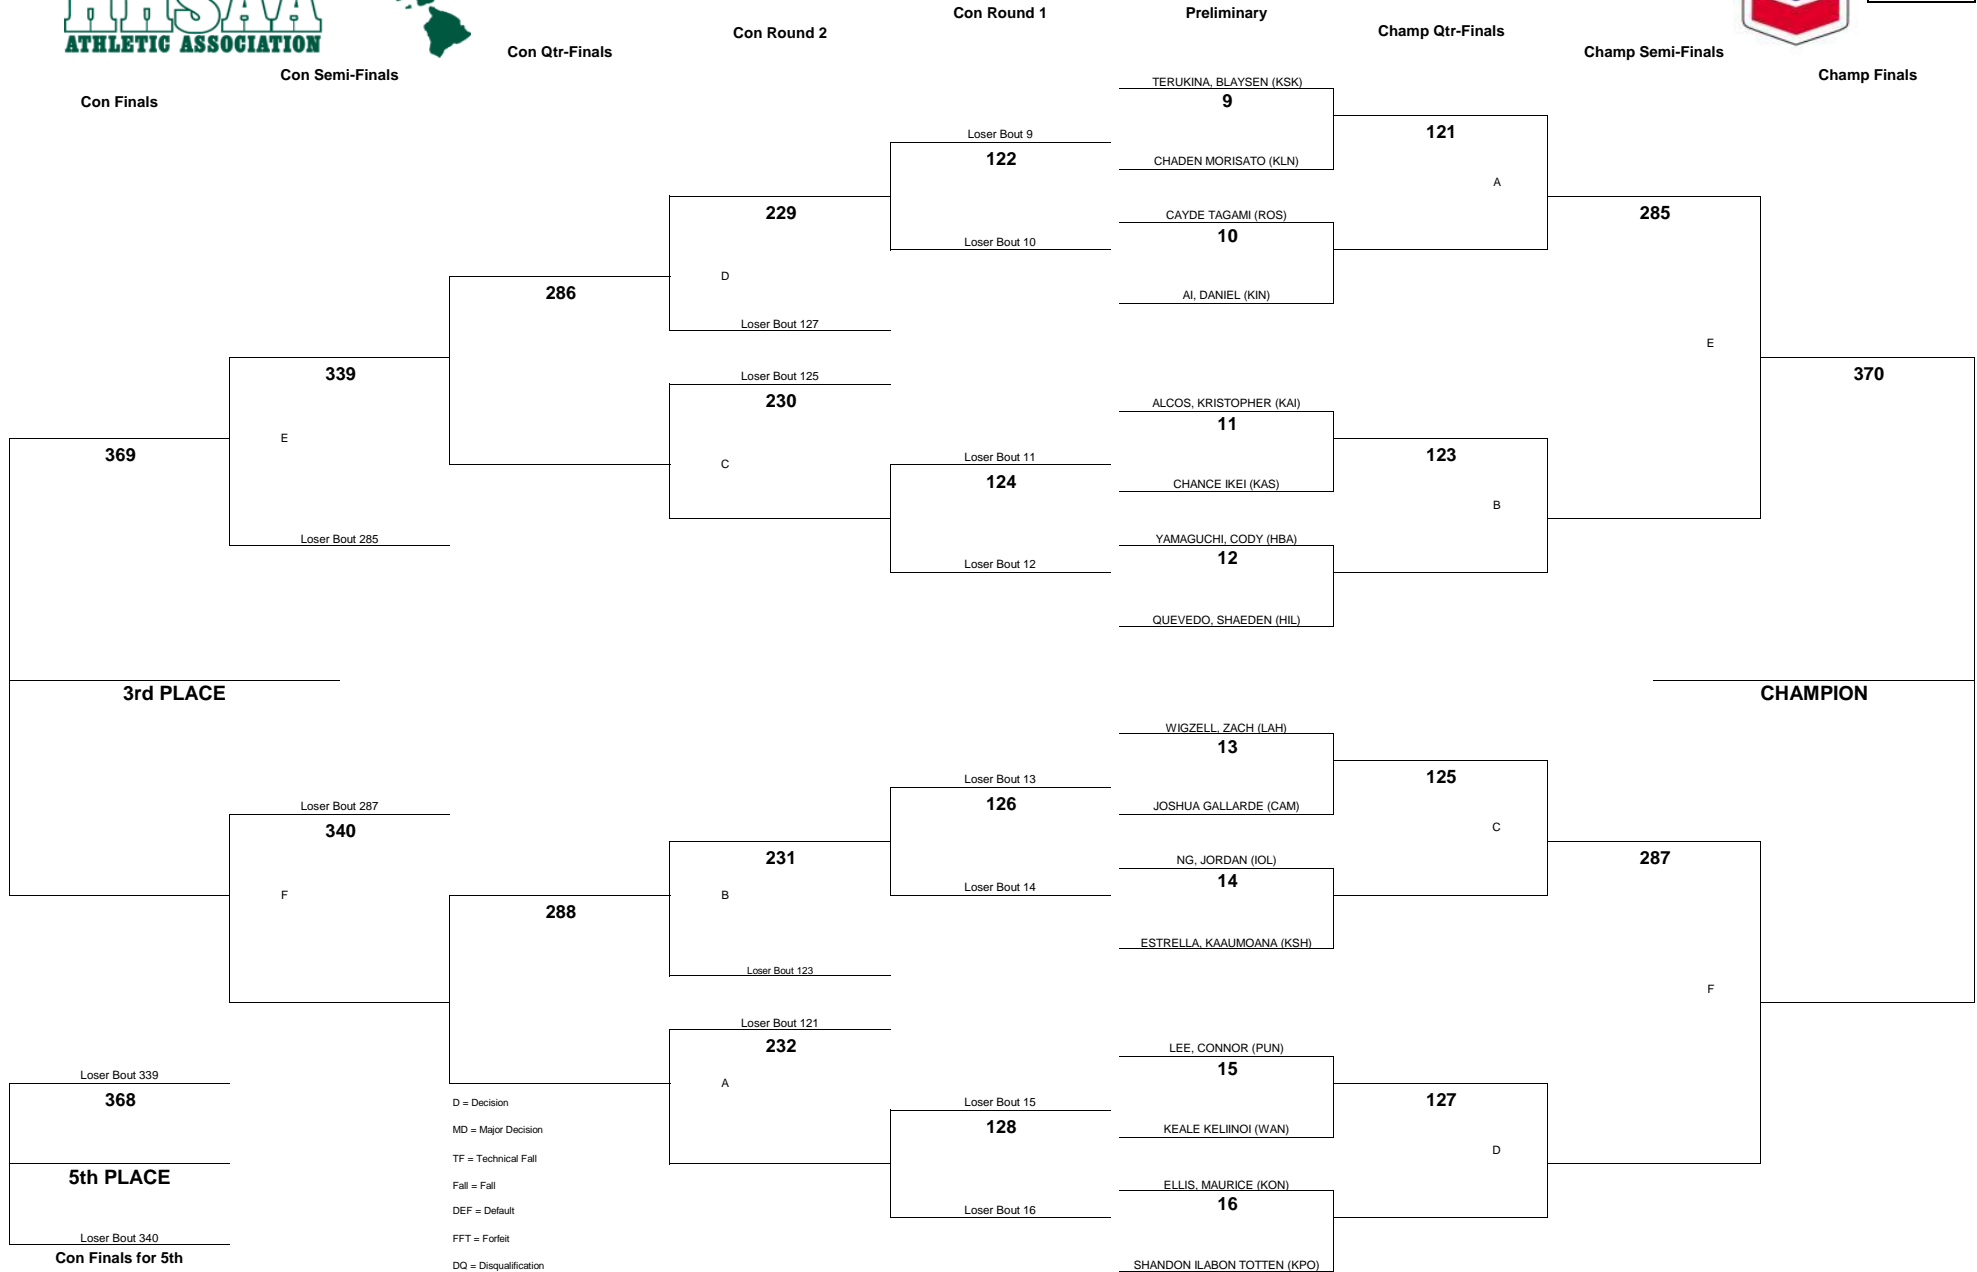 HHSAA
ATHLETIC ASSOCIATION
Con Round 1
Preliminary
Con Round 2
Champ Qtr-Finals
Con Qtr-Finals
Champ Semi-Finals
Con Semi-Finals
Champ Finals
Con Finals
TERUKINA, BLAYSEN (KSK)
9
Loser Bout 9
121
122
CHADEN MORISATO (KLN)
A
229
CAYDE TAGAMI (ROS)
285
10
Loser Bout 10
D
286
AI, DANIEL (KIN)
Loser Bout 127
E
339
Loser Bout 125
370
230
ALCOS, KRISTOPHER (KAI)
11
E
369
Loser Bout 11
123
C
124
CHANCE IKEI (KAS)
B
Loser Bout 285
YAMAGUCHI, CODY (HBA)
12
Loser Bout 12
QUEVEDO, SHAEDEN (HIL)
3rd PLACE
CHAMPION
WIGZELL, ZACH (LAH)
13
Loser Bout 13
125
Loser Bout 287
126
JOSHUA GALLARDE (CAM)
340
C
231
NG, JORDAN (IOL)
287
14
Loser Bout 14
F
B
288
ESTRELLA, KAAUMOANA (KSH)
Loser Bout 123
F
Loser Bout 121
232
LEE, CONNOR (PUN)
15
Loser Bout 339
A
368
D = Decision
Loser Bout 15
127
MD = Major Decision
128
KEALE KELIINOI (WAN)
D
TF = Technical Fall
5th PLACE
Fall = Fall
ELLIS, MAURICE (KON)
16
DEF = Default
Loser Bout 16
Loser Bout 340
FFT = Forfeit
Con Finals for 5th
DQ = Disqualification
SHANDON ILABON TOTTEN (KPO)